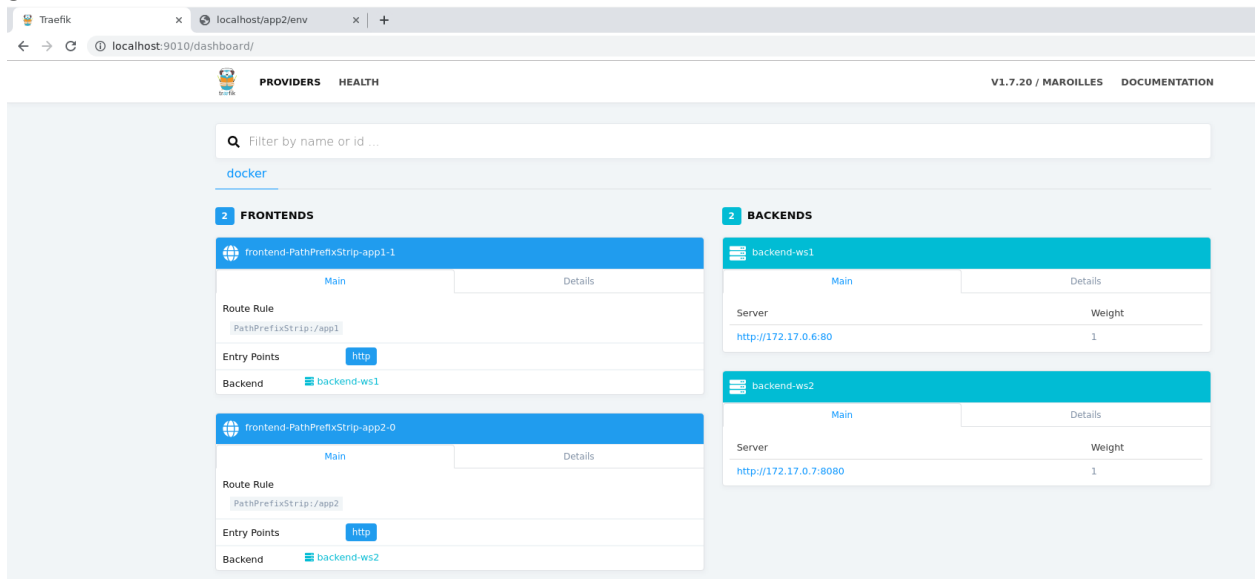 Traefik
localhost/app2/env
localhost:9010/dashboard/
træfik
PROVIDERS HEALTH V1.7.20 / MAROILLES DOCUMENTATION
Filter by name or id ...
docker
2 FRONTENDS
frontend-PathPrefixStrip-app1-1
Main Details
Route Rule
PathPrefixStrip:/app1
Entry Points http
Backend backend-ws1
frontend-PathPrefixStrip-app2-0
Main Details
Route Rule
PathPrefixStrip:/app2
Entry Points http
Backend backend-ws2
2 BACKENDS
backend-ws1
Main Details
Server Weight
http://172.17.0.6:80 1
backend-ws2
Main Details
Server Weight
http://172.17.0.7:8080 1